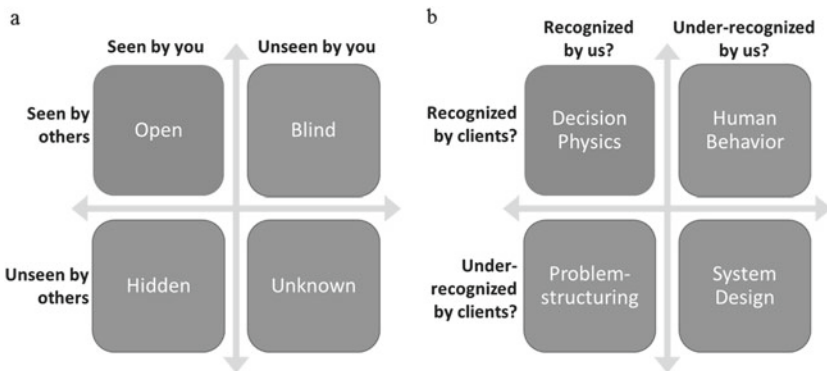 a
Seen by you
Unseen by you
Seen by
others
Open
Blind
Unseen by
others
Hidden
Unknown
b
Recognized
by us?
Under-recognized
by us?
Recognized
by clients?
Decision
Physics
Human
Behavior
Under-
recognized
by clients?
Problem-
structuring
System
Design